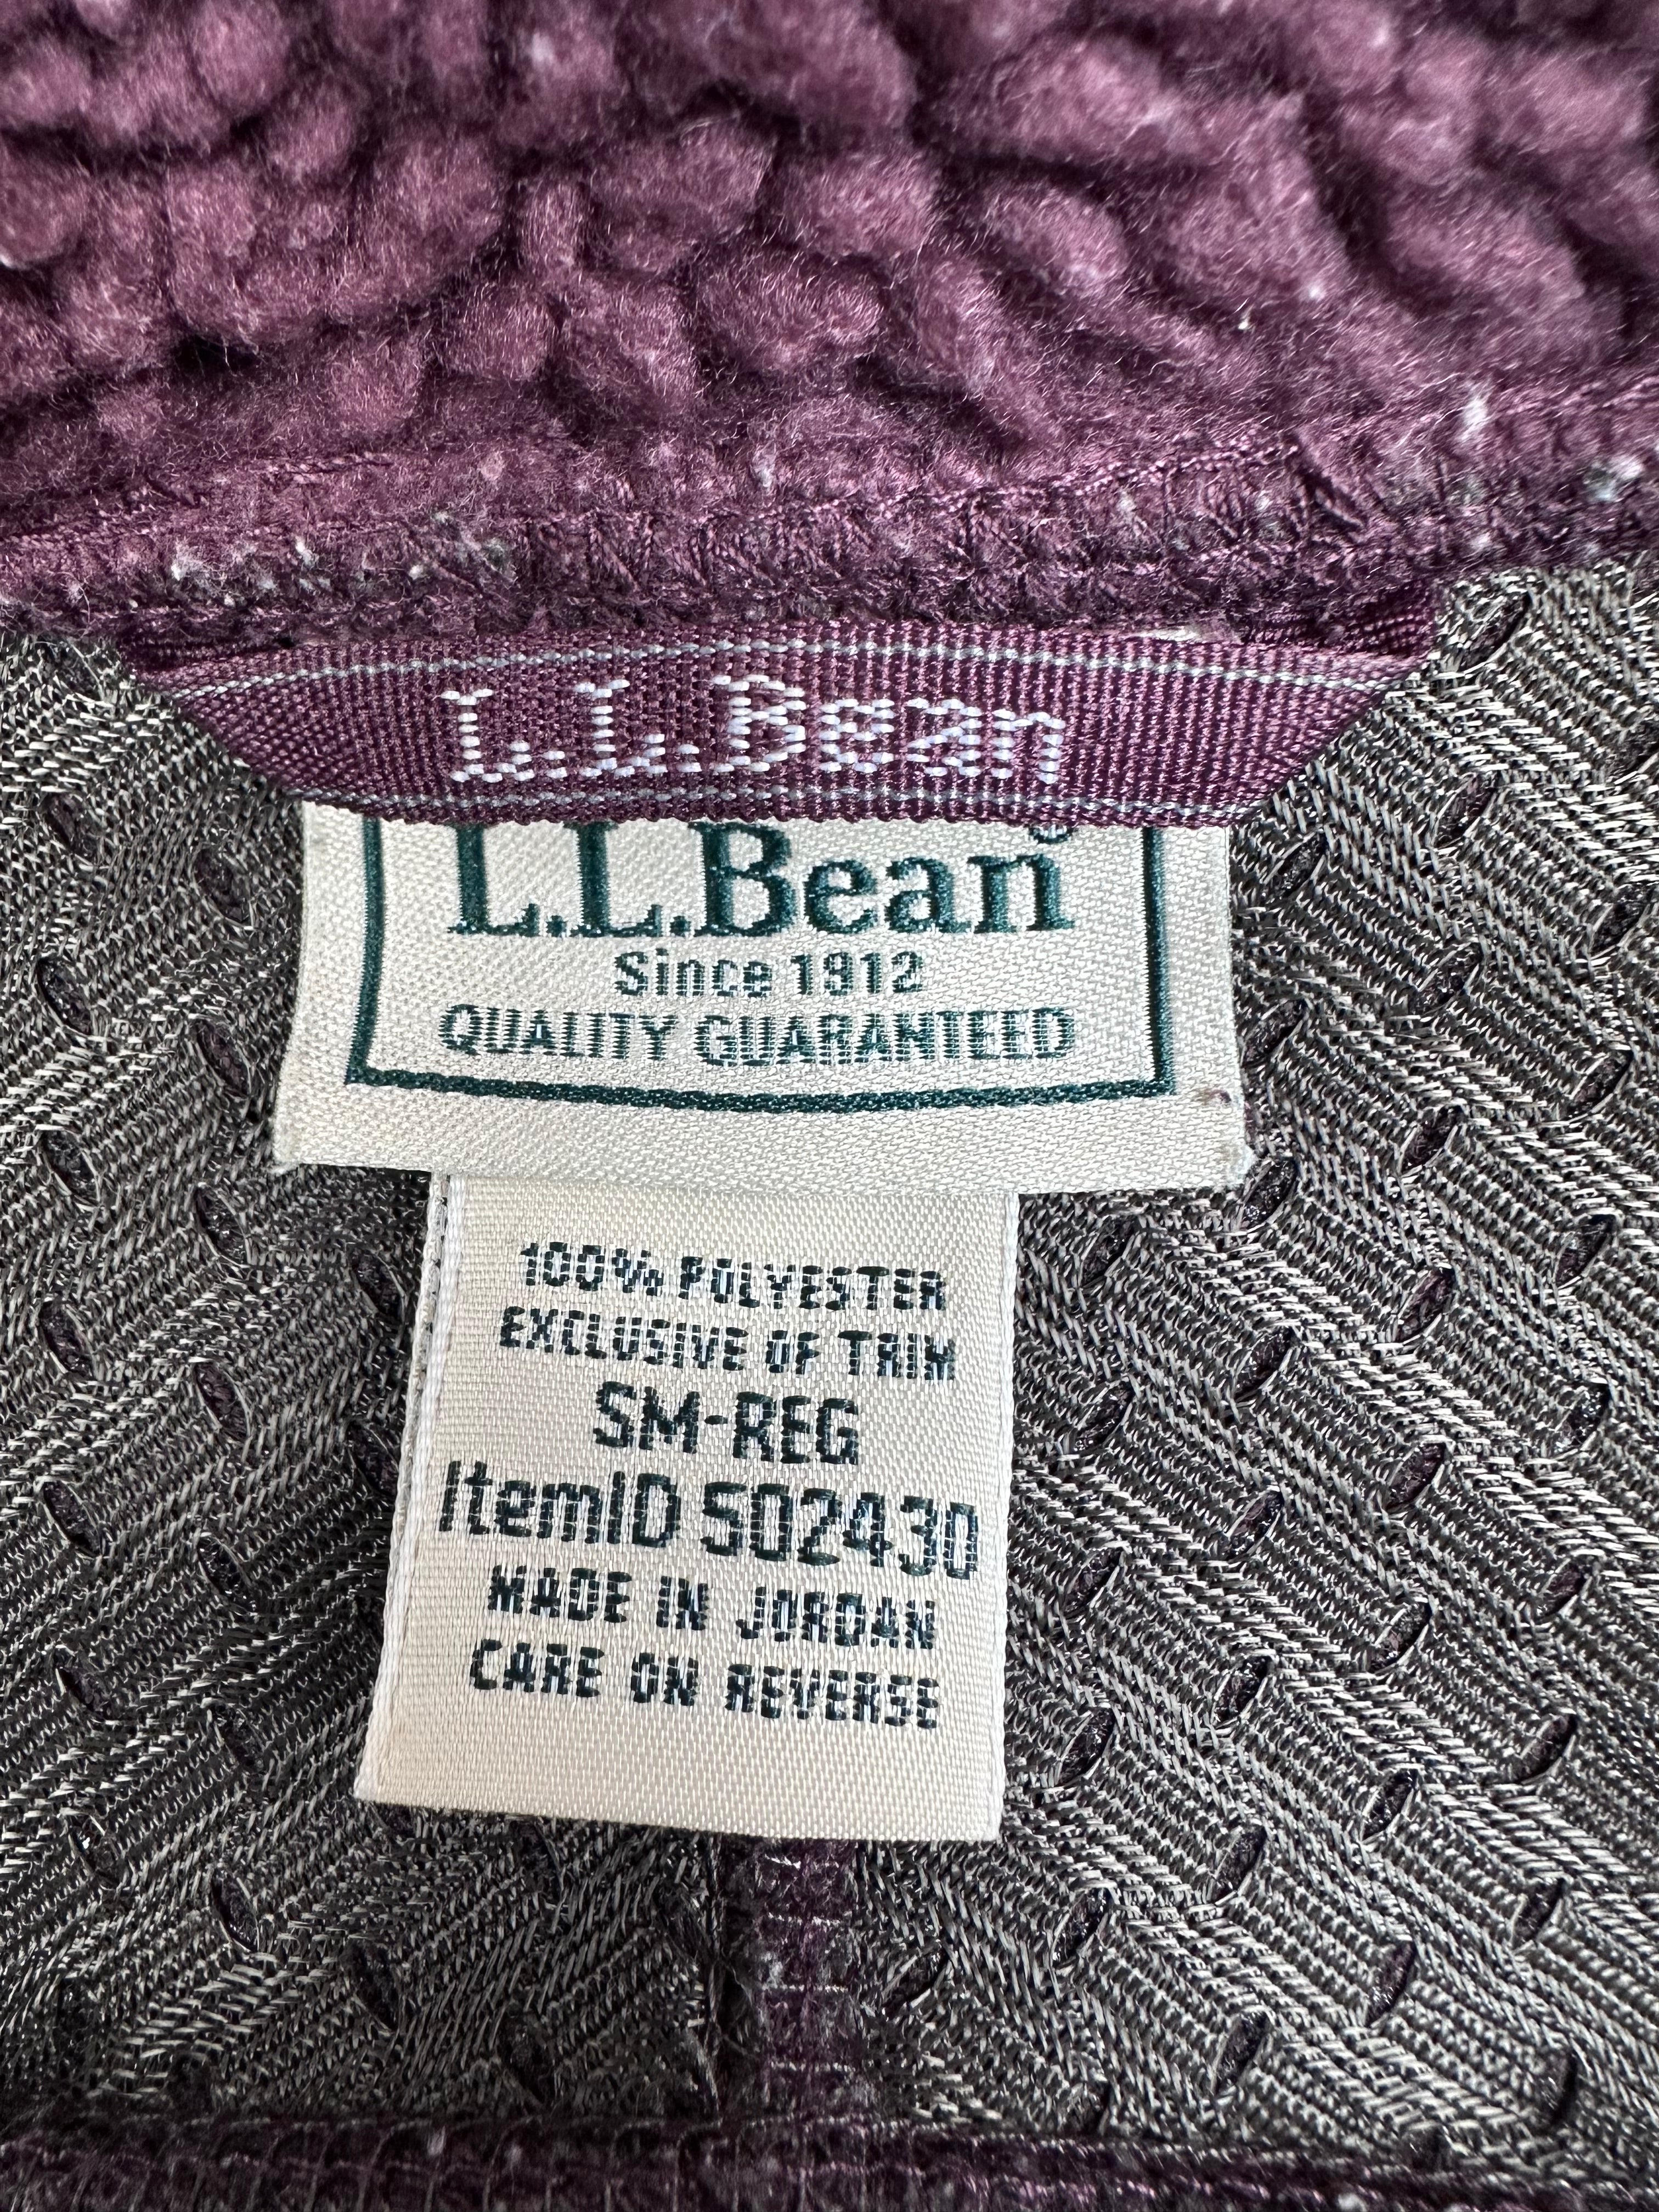 L.L.Bean
L.L.Bean®
Since 1912
QUALITY GUARANTEED
100% POLYESTER
EXCLUSIVE OF TRIM
SM-REG
ItemID 502430
MADE IN JORDAN
CARE ON REVERSE